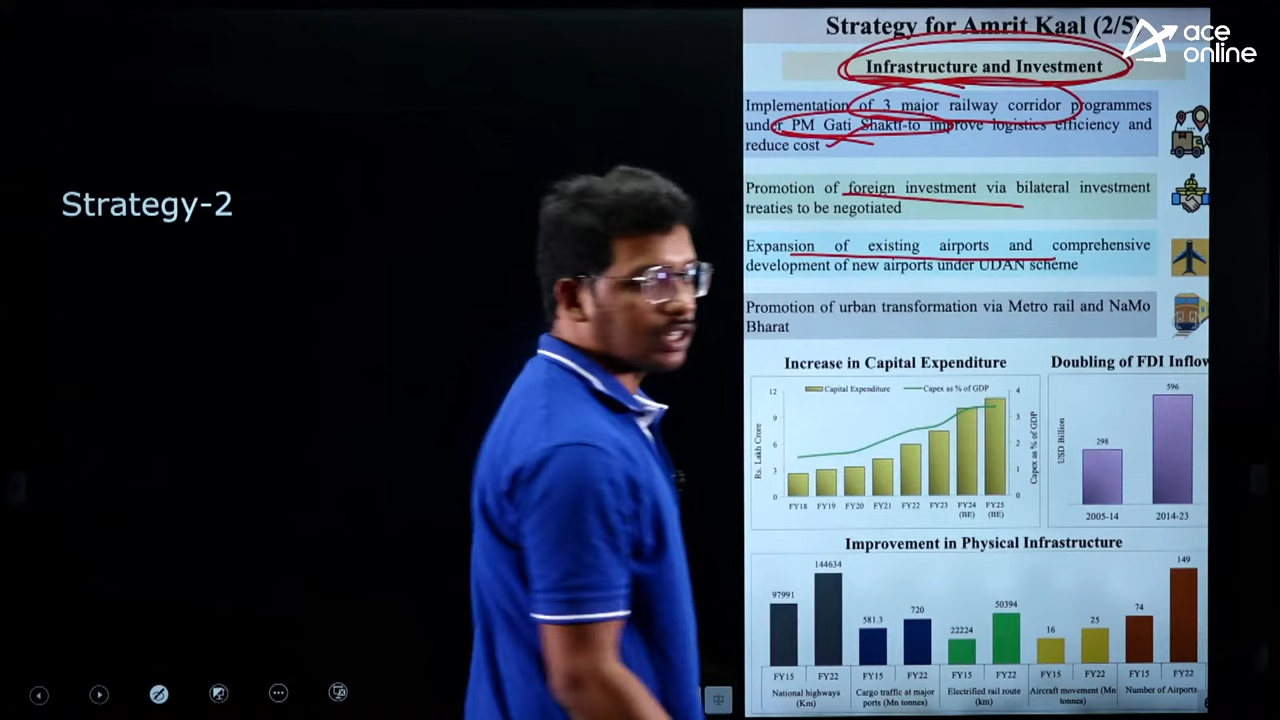 Strategy for Amrit Kaal (2/5)
ace
online
Infrastructure and Investment
Implementation of 3 major railway corridor programmes
under PM Gati Shakti-to improve logistics efficiency and
reduce cost
Strategy-2
Promotion of foreign investment via bilateral investment
treaties to be negotiated
Expansion of existing airports and comprehensive
development of new airports under UDAN scheme
Promotion of urban transformation via Metro rail and NaMo
Bharat
Increase in Capital Expenditure
Capital Expenditure
Capex as % of GDP
12
9
6
3
0
Rs. Lakh Crore
4
3
2
1
0
Capex as % of GDP
FY18 FY19 FY20 FY21 FY22 FY23 FY24 FY25
(BE) (BE)
Doubling of FDI Inflow
USD Billion
298
596
2005-14 2014-23
Improvement in Physical Infrastructure
97991 144634 581.3 720 22224 50394 16 25 74 149
FY15 FY22 FY15 FY22 FY15 FY22 FY15 FY22 FY15 FY22
National highways
(Km)
Cargo traffic at major
ports (Mn tonnes)
Electrified rail route
(km)
Aircraft movement (Mn
tonnes)
Number of Airports